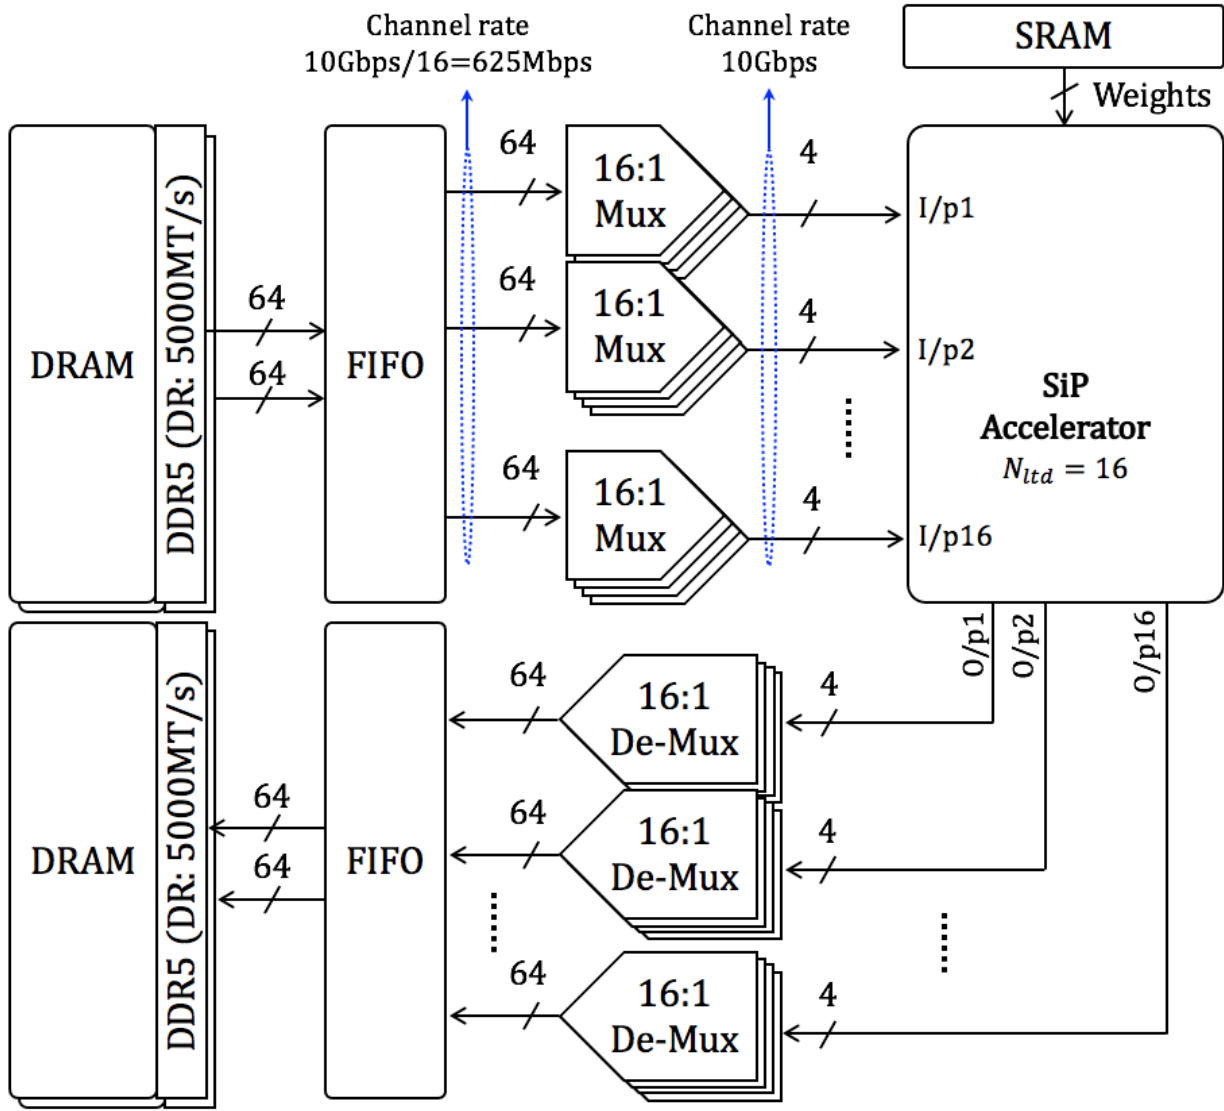 Channel rate
10Gbps/16=625Mbps
Channel rate
10Gbps
SRAM
Weights
DRAM
DDR5 (DR: 5000MT/s)
64
64
FIFO
64
16:1
Mux
4
I/p1
64
16:1
Mux
4
I/p2
SiP
Accelerator
N_{ltd} = 16
64
16:1
Mux
4
I/p16
O/p1
O/p2
O/p16
DRAM
DDR5 (DR: 5000MT/s)
64
64
FIFO
64
16:1
De-Mux
4
64
16:1
De-Mux
4
64
16:1
De-Mux
4